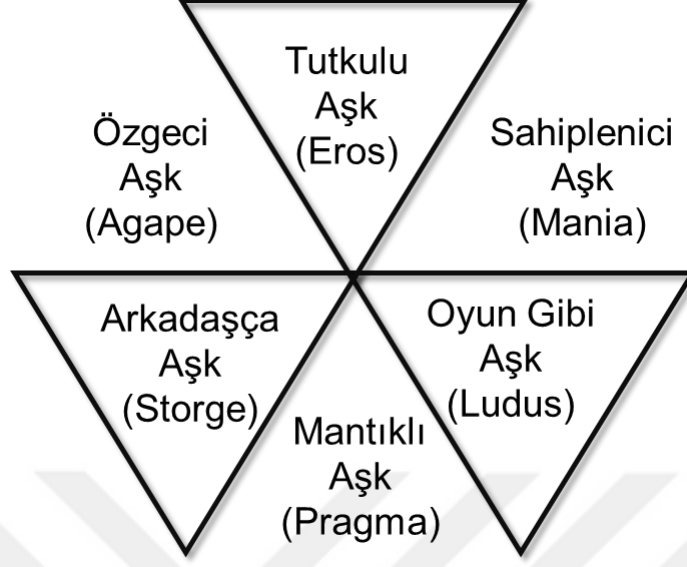 Tutkulu
Aşk
(Eros)
Özgeci
Aşk
(Agape)
Sahiplenici
Aşk
(Mania)
Arkadaşça
Aşk
(Storge)
Oyun Gibi
Aşk
(Ludus)
Mantıklı
Aşk
(Pragma)